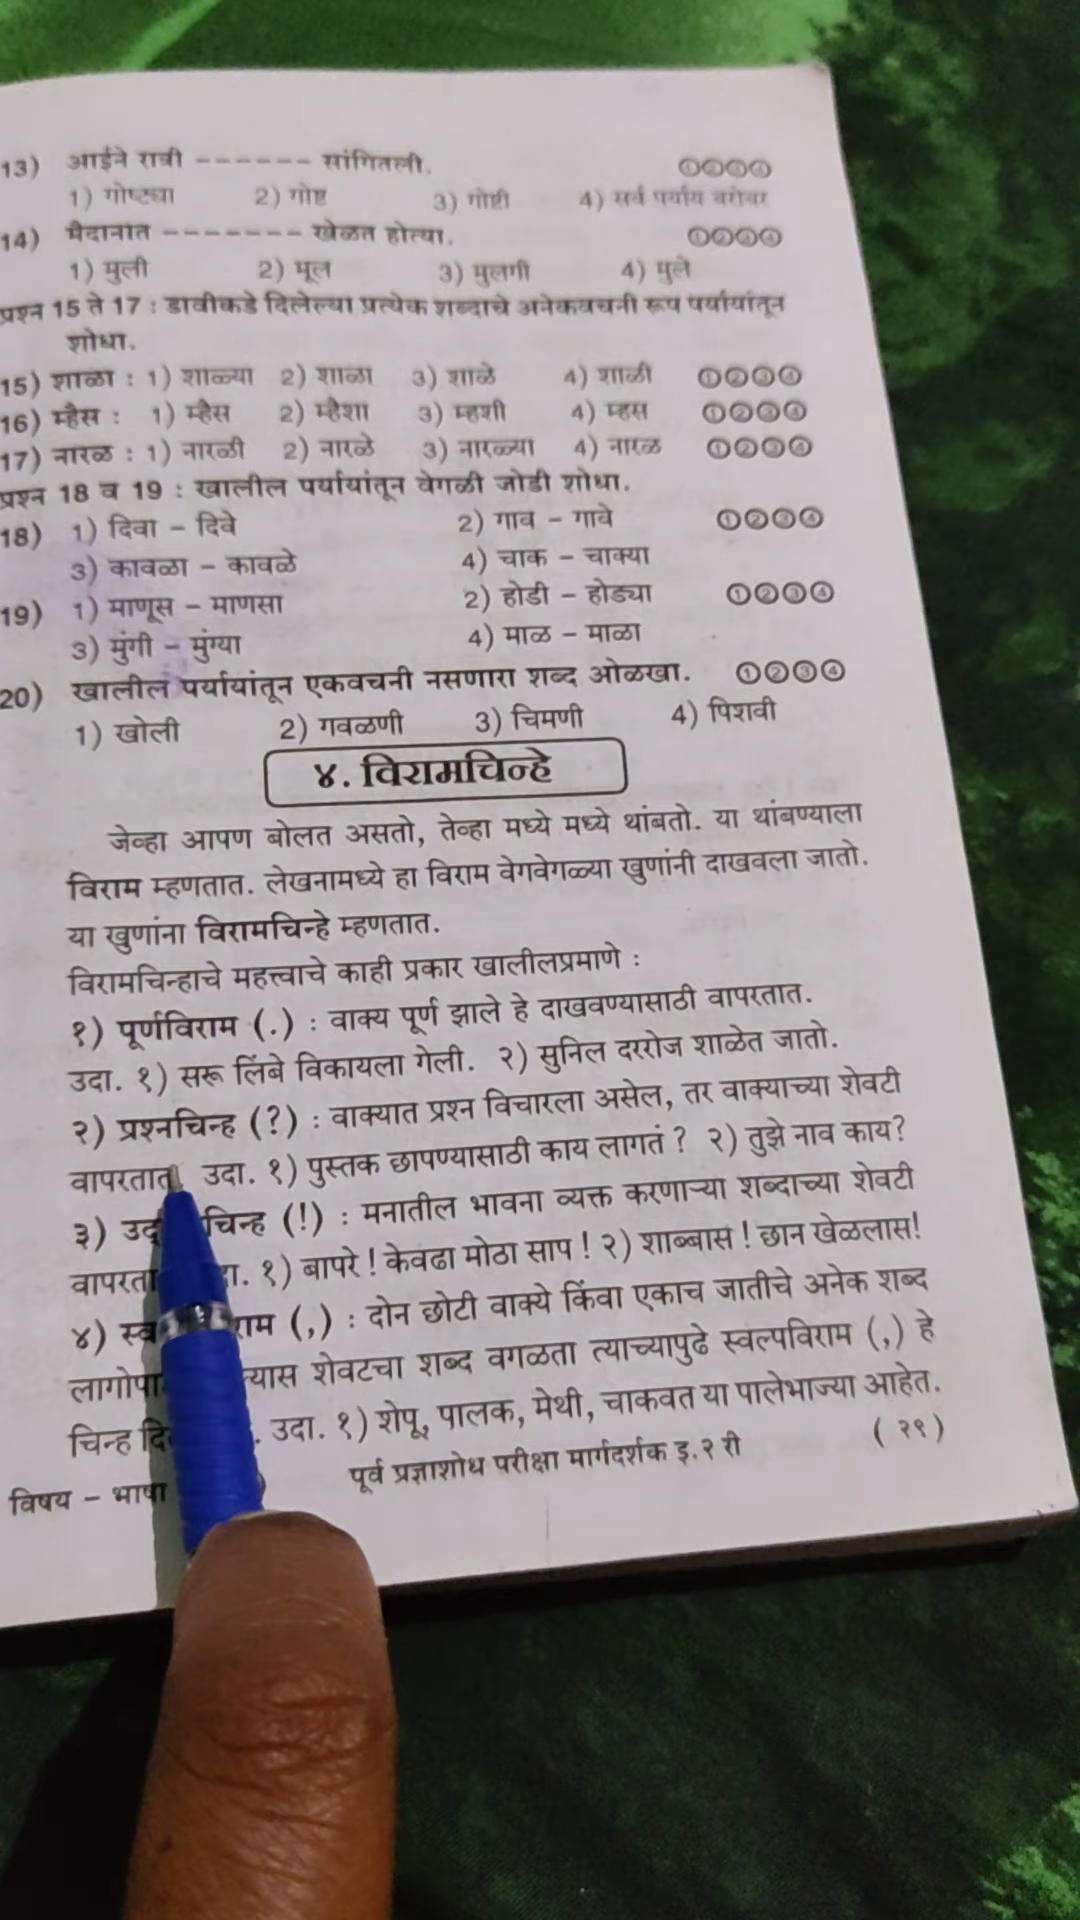 13) आईने रात्री ------ सांगितली. ①②③④
1) गोष्ट्या 2) गोष्ट 3) गोष्टी 4) सर्व पर्याय बरोबर
14) मैदानात ------- खेळत होत्या. ①②③④
1) मुली 2) मूल 3) मुलगी 4) मुले
प्रश्न 15 ते 17 : डावीकडे दिलेल्या प्रत्येक शब्दाचे अनेकवचनी रूप पर्यायांतून
शोधा.
15) शाळा : 1) शाळ्या 2) शाळा 3) शाळे 4) शाळी ①②③④
16) म्हैस : 1) म्हैस 2) म्हैशा 3) म्हशी 4) म्हस ①②③④
17) नारळ : 1) नारळी 2) नारळे 3) नारळ्या 4) नारळ ①②③④
प्रश्न 18 व 19 : खालील पर्यायांतून वेगळी जोडी शोधा.
18) 1) दिवा – दिवे 2) गाव – गावे ①②③④
3) कावळा – कावळे 4) चाक – चाक्या
19) 1) माणूस – माणसा 2) होडी – होड्या ①②③④
3) मुंगी – मुंग्या 4) माळ – माळा
20) खालील पर्यायांतून एकवचनी नसणारा शब्द ओळखा. ①②③④
1) खोली 2) गवळणी 3) चिमणी 4) पिशवी
४. विरामचिन्हे
जेव्हा आपण बोलत असतो, तेव्हा मध्ये मध्ये थांबतो. या थांबण्याला
विराम म्हणतात. लेखनामध्ये हा विराम वेगवेगळ्या खुणांनी दाखवला जातो.
या खुणांना विरामचिन्हे म्हणतात.
विरामचिन्हाचे महत्त्वाचे काही प्रकार खालीलप्रमाणे :
१) पूर्णविराम (.) : वाक्य पूर्ण झाले हे दाखवण्यासाठी वापरतात.
उदा. १) सरू लिंबे विकायला गेली. २) सुनिल दररोज शाळेत जातो.
२) प्रश्नचिन्ह (?) : वाक्यात प्रश्न विचारला असेल, तर वाक्याच्या शेवटी
वापरतात. उदा. १) पुस्तक छापण्यासाठी काय लागतं ? २) तुझे नाव काय?
३) चिन्ह (!) : मनातील भावना व्यक्त करणाऱ्या शब्दाच्या शेवटी
१) बापरे ! केवढा मोठा साप ! २) शाब्बास ! छान खेळलास!
४) (,) : दोन छोटी वाक्ये किंवा एकाच जातीचे अनेक शब्द
शेवटचा शब्द वगळता त्याच्यापुढे स्वल्पविराम (,) हे
चिन्ह उदा. १) शेपू, पालक, मेथी, चाकवत या पालेभाज्या आहेत.
विषय – भाषा पूर्व प्रज्ञाशोध परीक्षा मार्गदर्शक इ.२ री (२९)